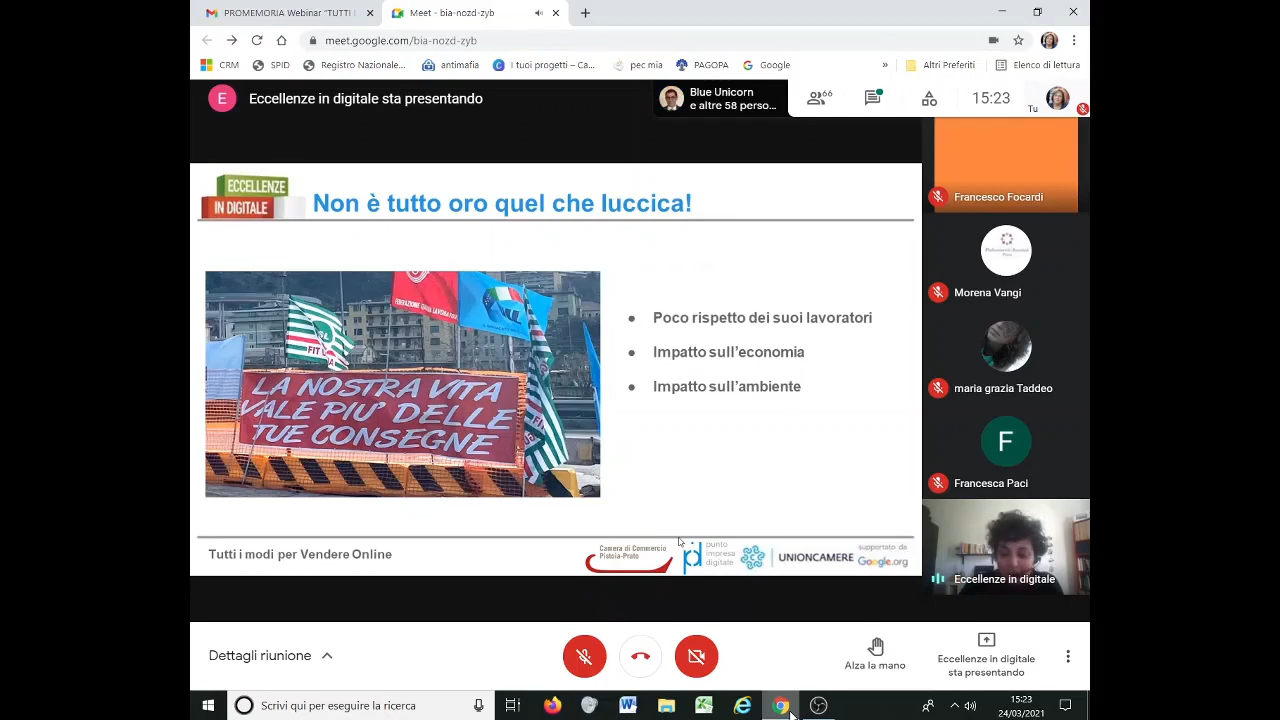 PROMEMORIA Webinar "TUTTI I
Meet - bia-nozd-zyb
meet.google.com/bia-nozd-zyb
CRM
SPID
Registro Nazionale...
antimafia
I tuoi progetti – Ca...
pec mia
PAGOPA
Google
»
Altri Preferiti
Elenco di lettura
E
Eccellenze in digitale sta presentando
Blue Unicorn
e altre 58 perso...
66
15:23
Tu
ECCELLENZE
IN DIGITALE
Non è tutto oro quel che luccica!
LA NOSTRA VITA
VALE PIU' DELLE
TUE CONSEGNE
FIT
● Poco rispetto dei suoi lavoratori
● Impatto sull'economia
● Impatto sull'ambiente
Tutti i modi per Vendere Online
Camera di Commercio
Pistoia-Prato
punto
impresa
digitale
UNIONCAMERE
supportato da
Google.org
Francesco Focardi
Morena Vangi
maria grazia Taddeo
F
Francesca Paci
Eccellenze in digitale
Dettagli riunione
Alza la mano
Eccellenze in digitale
sta presentando
Scrivi qui per eseguire la ricerca
15:23
24/03/2021